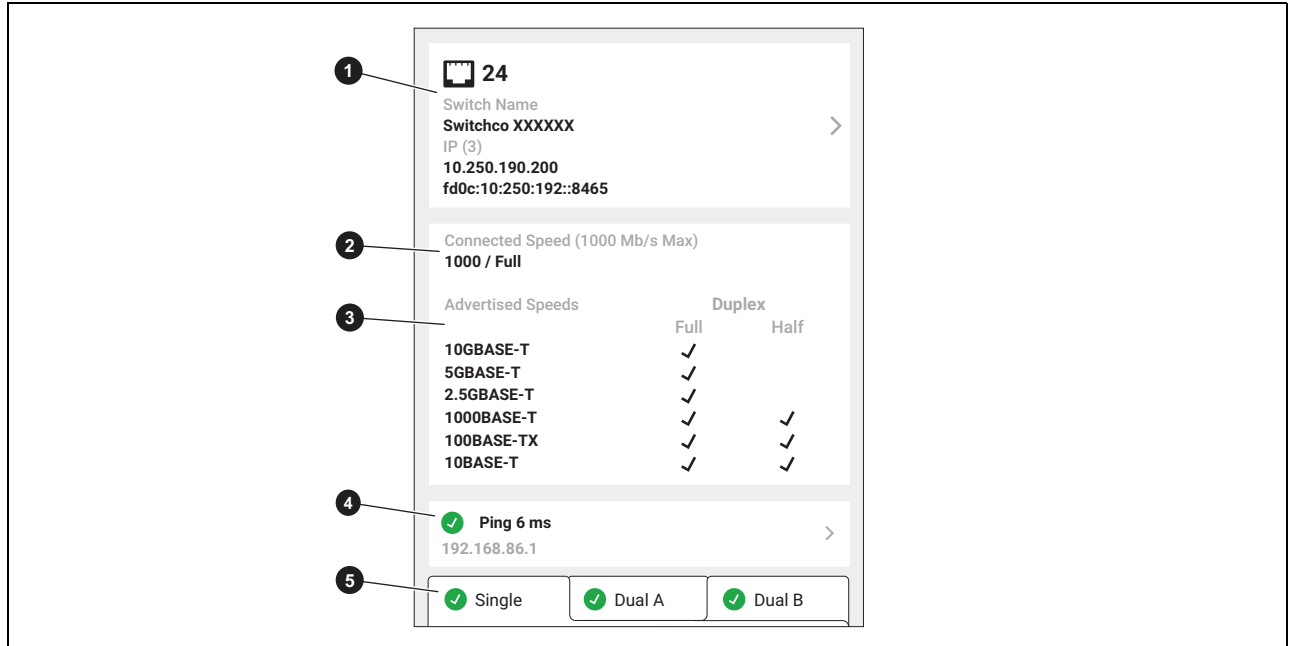 1
24
Switch Name
Switchco XXXXXX
IP (3)
10.250.190.200
fd0c:10:250:192::8465
2
Connected Speed (1000 Mb/s Max)
1000 / Full
3
Advertised Speeds Duplex
Full Half
10GBASE-T
5GBASE-T
2.5GBASE-T
1000BASE-T
100BASE-TX
10BASE-T
4
Ping 6 ms
192.168.86.1
5
Single Dual A Dual B